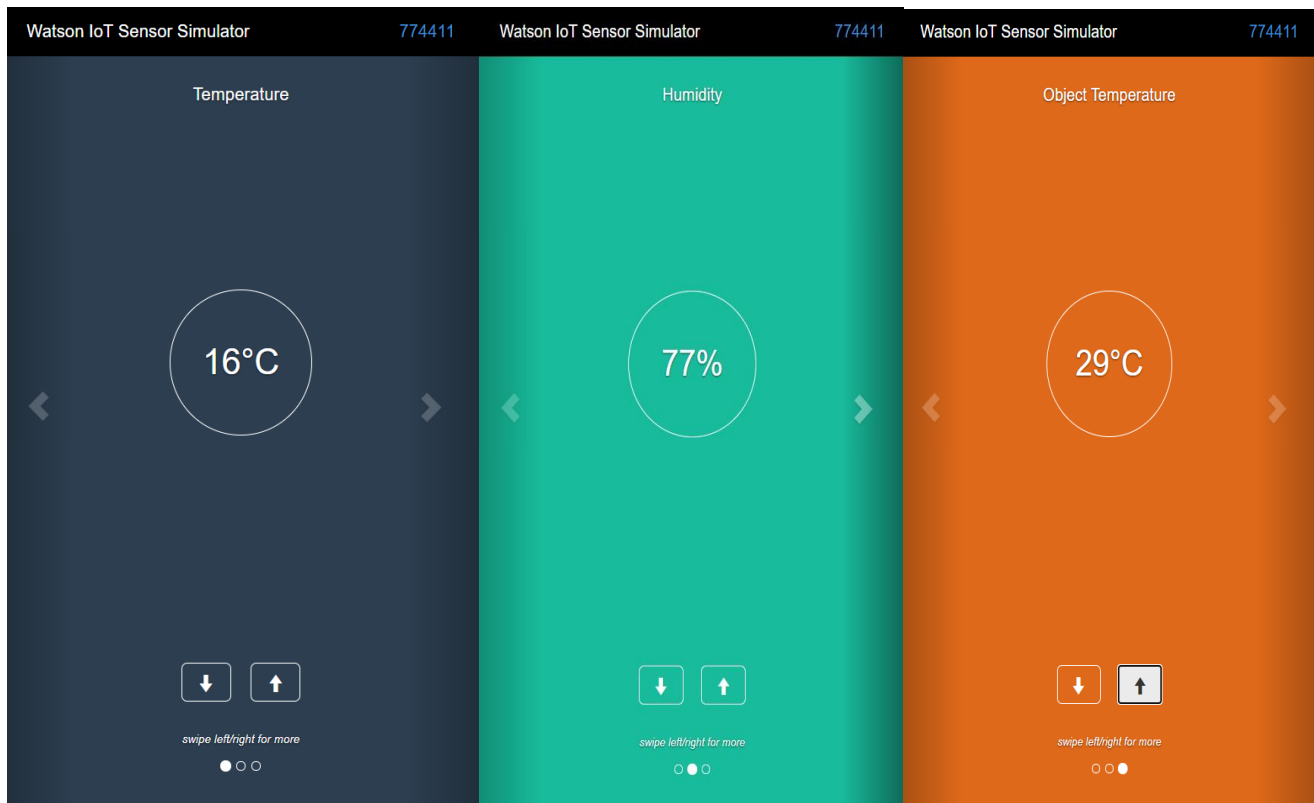 Watson IoT Sensor Simulator 774411
Temperature
16°C
swipe left/right for more
Watson IoT Sensor Simulator 774411
Humidity
77%
swipe left/right for more
Watson IoT Sensor Simulator 774411
Object Temperature
29°C
swipe left/right for more